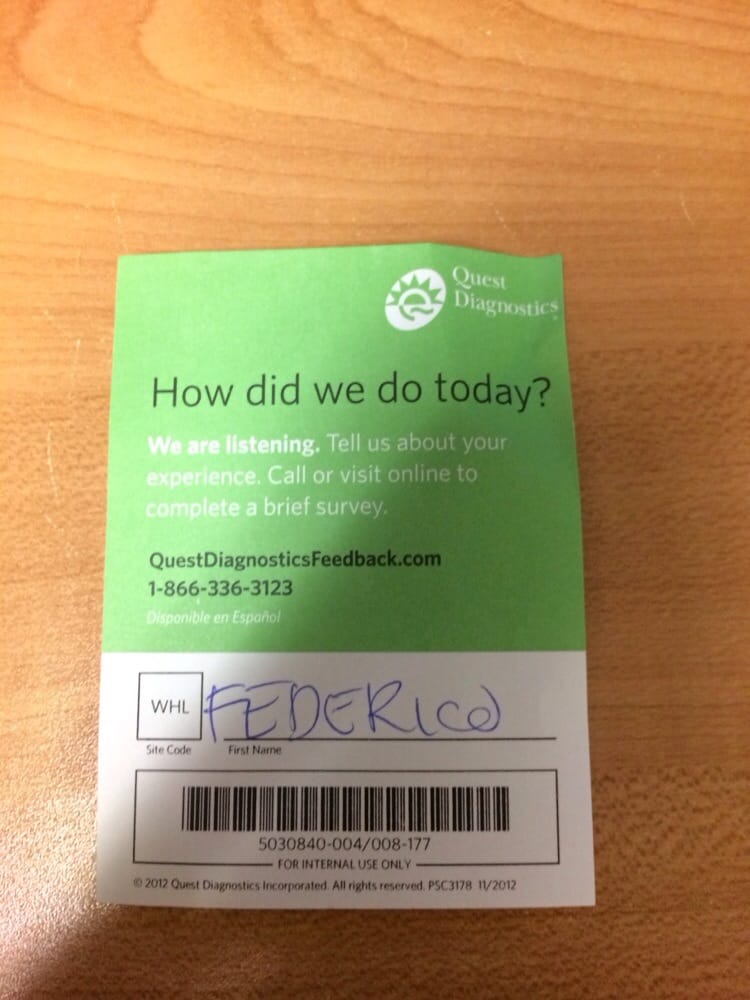 Quest
Diagnostics
How did we do today?
We are listening. Tell us about your
experience. Call or visit online to
complete a brief survey.
QuestDiagnosticsFeedback.com
1-866-336-3123
Disponible en Español
WHL FEDERICO
Site Code First Name
5030840-004/008-177
FOR INTERNAL USE ONLY
© 2012 Quest Diagnostics Incorporated. All rights reserved. PSC3178 11/2012